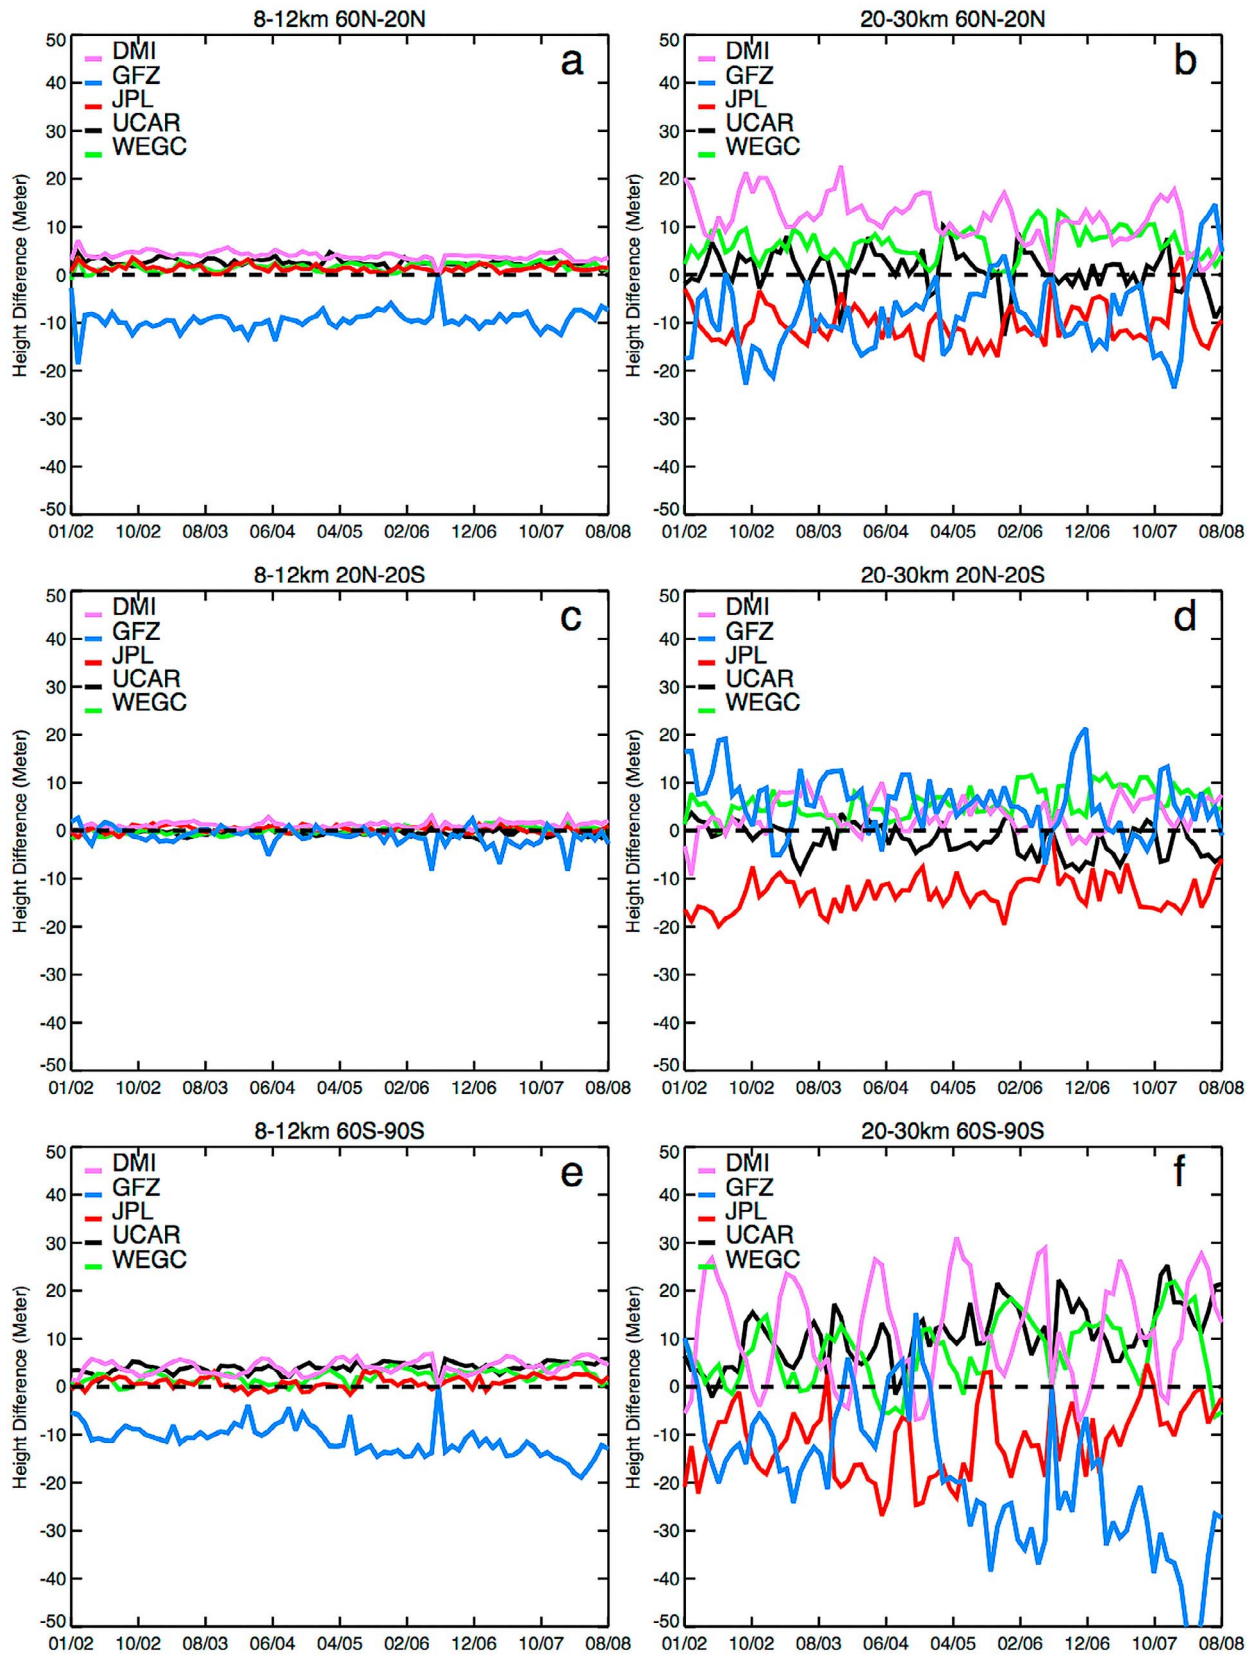 8-12km 60N-20N
50
40
30
20
10
0
-10
-20
-30
-40
-50
Height Difference (Meter)
DMI
GFZ
JPL
UCAR
WEGC
a
01/02 10/02 08/03 06/04 04/05 02/06 12/06 10/07 08/08
20-30km 60N-20N
50
40
30
20
10
0
-10
-20
-30
-40
-50
Height Difference (Meter)
DMI
GFZ
JPL
UCAR
WEGC
b
01/02 10/02 08/03 06/04 04/05 02/06 12/06 10/07 08/08
8-12km 20N-20S
50
40
30
20
10
0
-10
-20
-30
-40
-50
Height Difference (Meter)
DMI
GFZ
JPL
UCAR
WEGC
c
01/02 10/02 08/03 06/04 04/05 02/06 12/06 10/07 08/08
20-30km 20N-20S
50
40
30
20
10
0
-10
-20
-30
-40
-50
Height Difference (Meter)
DMI
GFZ
JPL
UCAR
WEGC
d
01/02 10/02 08/03 06/04 04/05 02/06 12/06 10/07 08/08
8-12km 60S-90S
50
40
30
20
10
0
-10
-20
-30
-40
-50
Height Difference (Meter)
DMI
GFZ
JPL
UCAR
WEGC
e
01/02 10/02 08/03 06/04 04/05 02/06 12/06 10/07 08/08
20-30km 60S-90S
50
40
30
20
10
0
-10
-20
-30
-40
-50
Height Difference (Meter)
DMI
GFZ
JPL
UCAR
WEGC
f
01/02 10/02 08/03 06/04 04/05 02/06 12/06 10/07 08/08